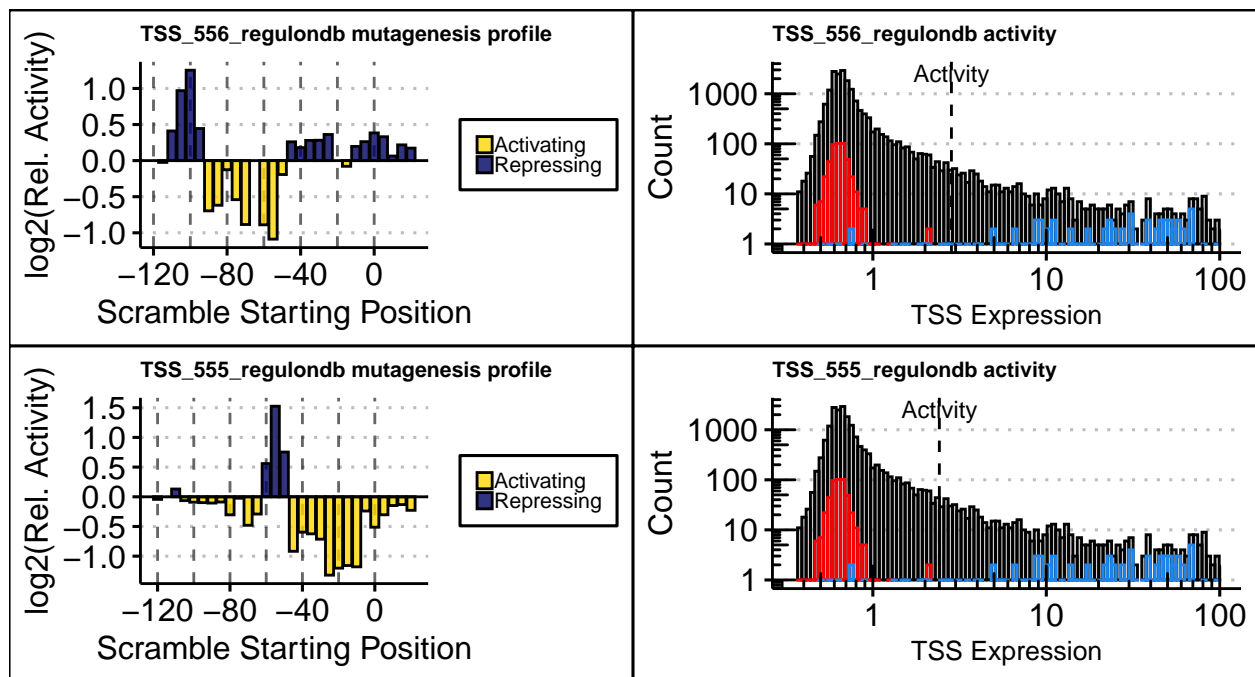 TSS_556_regulondb mutagenesis profile
log2(Rel. Activity)
1.0
0.5
0.0
−0.5
−1.0
−120 −80 −40 0
Scramble Starting Position
Activating
Repressing
TSS_556_regulondb activity
Activity
Count
1000
100
10
1
1 10 100
TSS Expression
TSS_555_regulondb mutagenesis profile
log2(Rel. Activity)
1.5
1.0
0.5
0.0
−0.5
−1.0
−120 −80 −40 0
Scramble Starting Position
Activating
Repressing
TSS_555_regulondb activity
Activity
Count
1000
100
10
1
1 10 100
TSS Expression